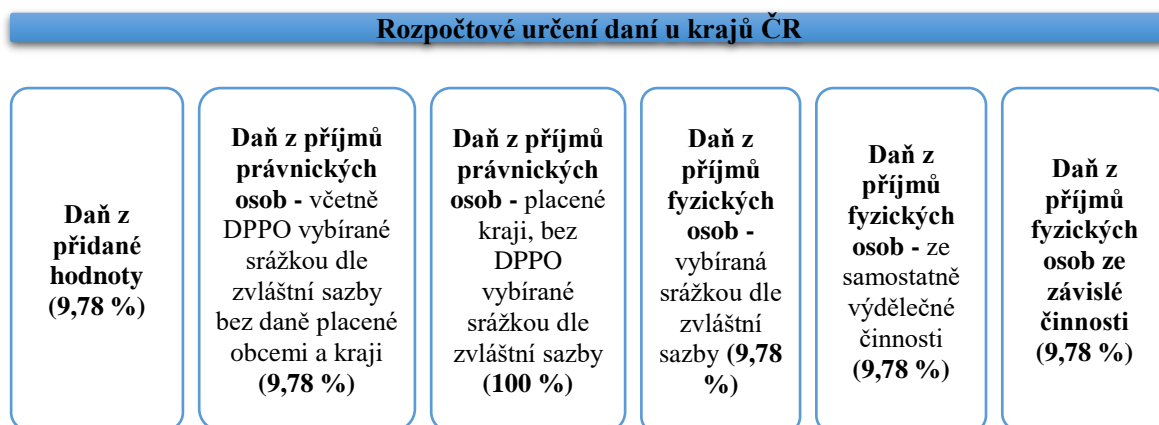 Rozpočtové určení daní u krajů ČR
Daň z
přidané
hodnoty
(9,78 %)
Daň z příjmů
právnických
osob - včetně
DPPO vybírané
srážkou dle
zvláštní sazby
bez daně placené
obcemi a kraji
(9,78 %)
Daň z příjmů
právnických
osob - placené
kraji, bez
DPPO
vybírané
srážkou dle
zvláštní sazby
(100 %)
Daň z
příjmů
fyzických
osob -
vybíraná
srážkou dle
zvláštní
sazby (9,78
%)
Daň z
příjmů
fyzických
osob - ze
samostatně
výdělečné
činnosti
(9,78 %)
Daň z
příjmů
fyzických
osob ze
závislé
činnosti
(9,78 %)